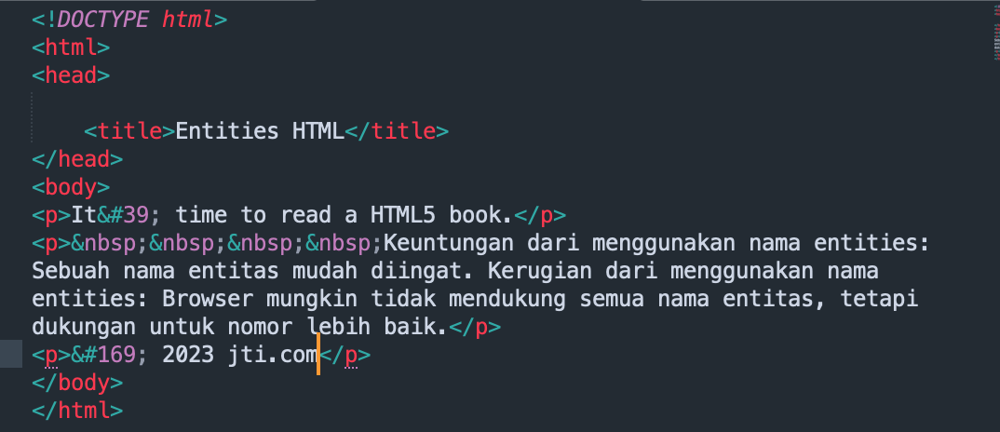 <!DOCTYPE html>
<html>
<head>
<title>Entities HTML</title>
</head>
<body>
<p>It&#39; time to read a HTML5 book.</p>
<p>&nbsp;&nbsp;&nbsp;&nbsp;Keuntungan dari menggunakan nama entities:
Sebuah nama entitas mudah diingat. Kerugian dari menggunakan nama
entities: Browser mungkin tidak mendukung semua nama entitas, tetapi
dukungan untuk nomor lebih baik.</p>
<p>&#169; 2023 jti.com</p>
</body>
</html>